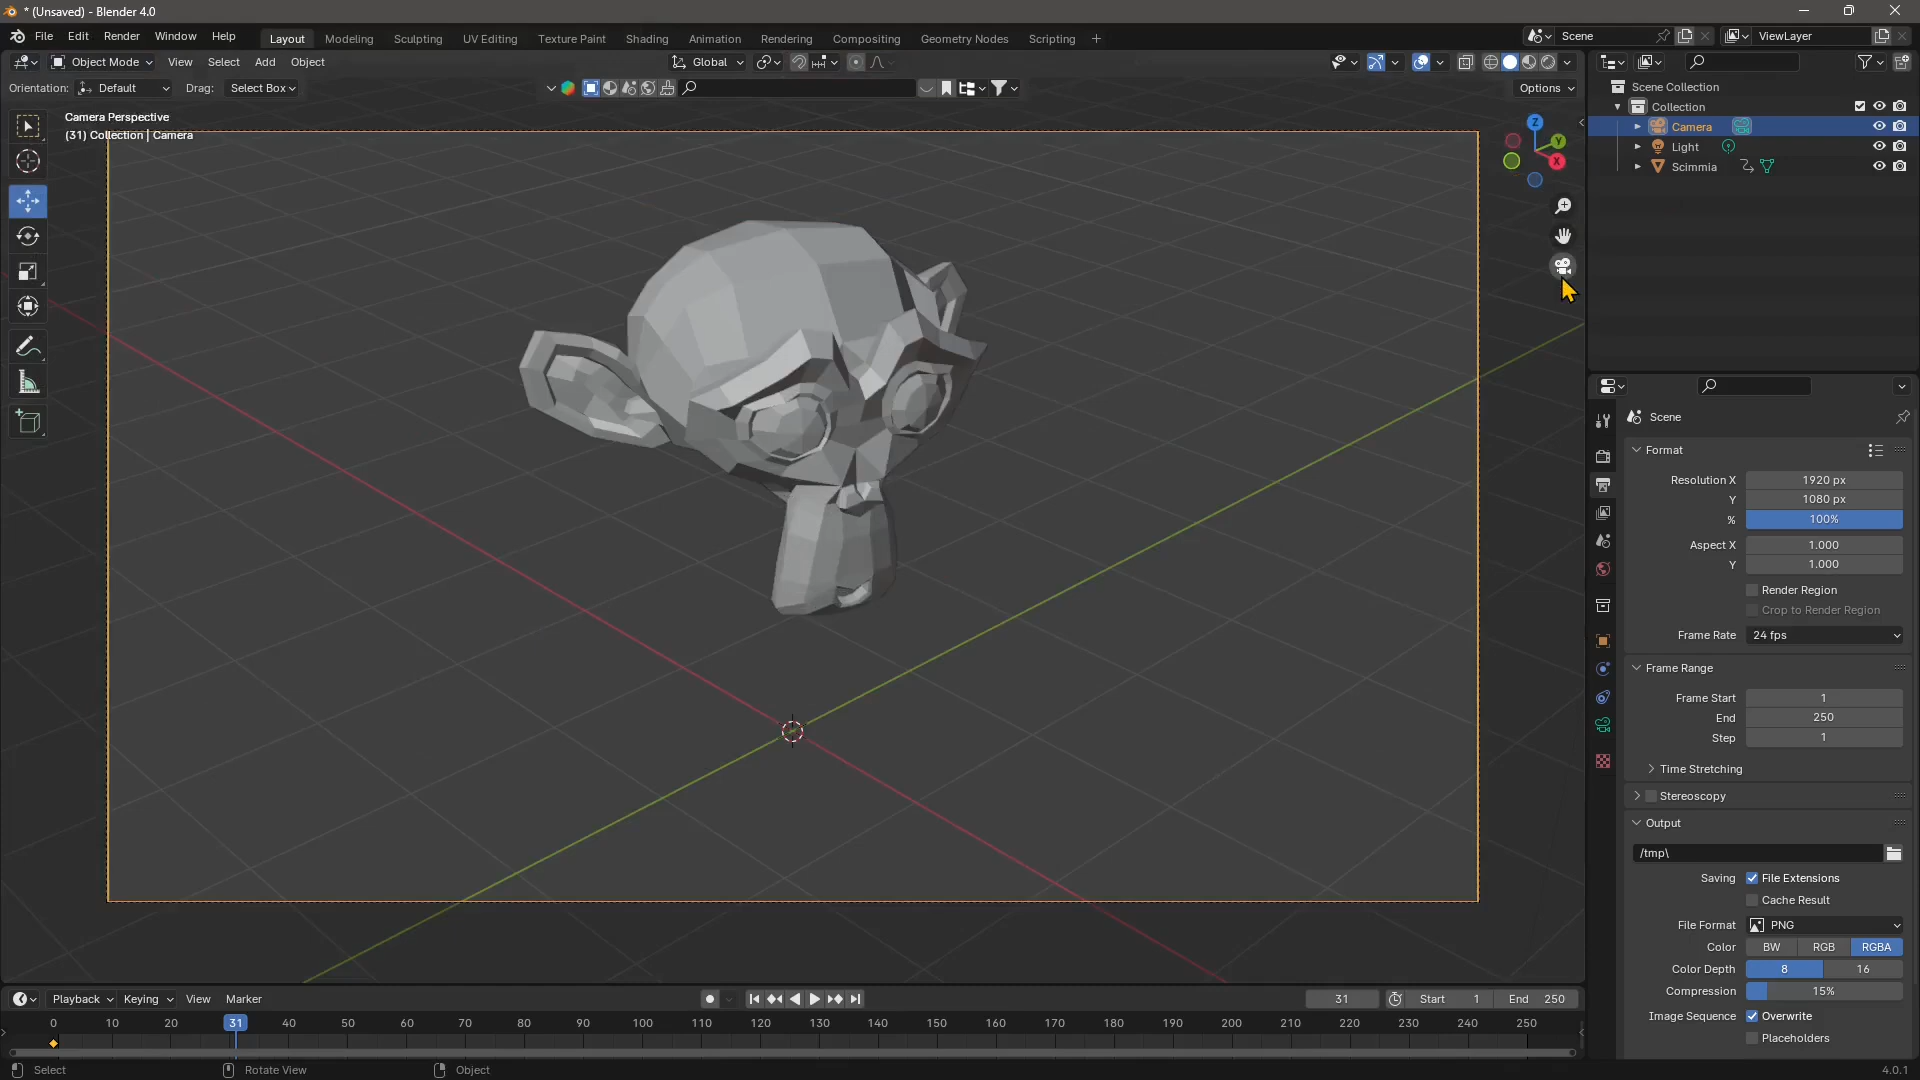 * (Unsaved) - Blender 4.0
File Edit Render Window Help Layout Modeling Sculpting UV Editing Texture Paint Shading Animation Rendering Compositing Geometry Nodes Scripting + Scene ViewLayer
Object Mode View Select Add Object Global
Orientation: Default Drag: Select Box Options
Camera Perspective
(31) Collection | Camera
Z
Y
X
Scene Collection
Collection
Camera
Light
Scimmia
Scene
Format
Resolution X 1920 px
Y 1080 px
% 100%
Aspect X 1.000
Y 1.000
Render Region
Crop to Render Region
Frame Rate 24 fps
Frame Range
Frame Start 1
End 250
Step 1
Time Stretching
Stereoscopy
Output
/tmp\
Saving File Extensions
Cache Result
File Format PNG
Color BW RGB RGBA
Color Depth 8 16
Compression 15%
Image Sequence Overwrite
Placeholders
Playback Keying View Marker 31 Start 1 End 250
0 10 20 31 40 50 60 70 80 90 100 110 120 130 140 150 160 170 180 190 200 210 220 230 240 250
Select Rotate View Object 4.0.1